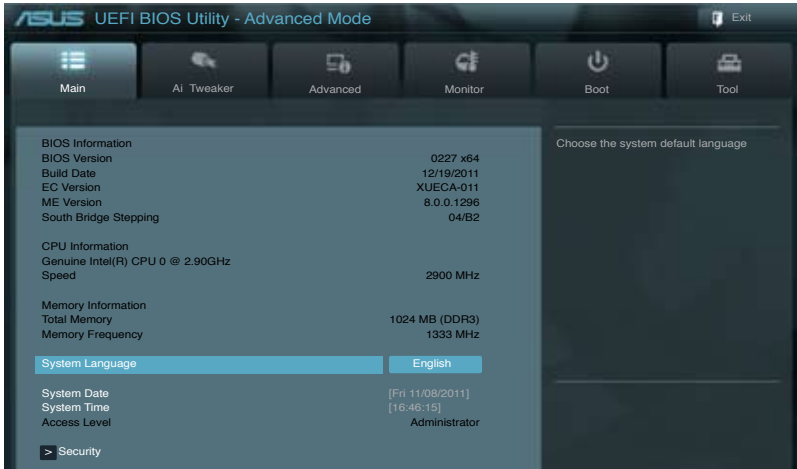 ASUS UEFI BIOS Utility - Advanced Mode Exit
Main Ai Tweaker Advanced Monitor Boot Tool
Choose the system default language
BIOS Information
BIOS Version 0227 x64
Build Date 12/19/2011
EC Version XUECA-011
ME Version 8.0.0.1296
South Bridge Stepping 04/B2
CPU Information
Genuine Intel(R) CPU 0 @ 2.90GHz
Speed 2900 MHz
Memory Information
Total Memory 1024 MB (DDR3)
Memory Frequency 1333 MHz
System Language English
System Date [Fri 11/08/2011]
System Time [16:46:15]
Access Level Administrator
> Security